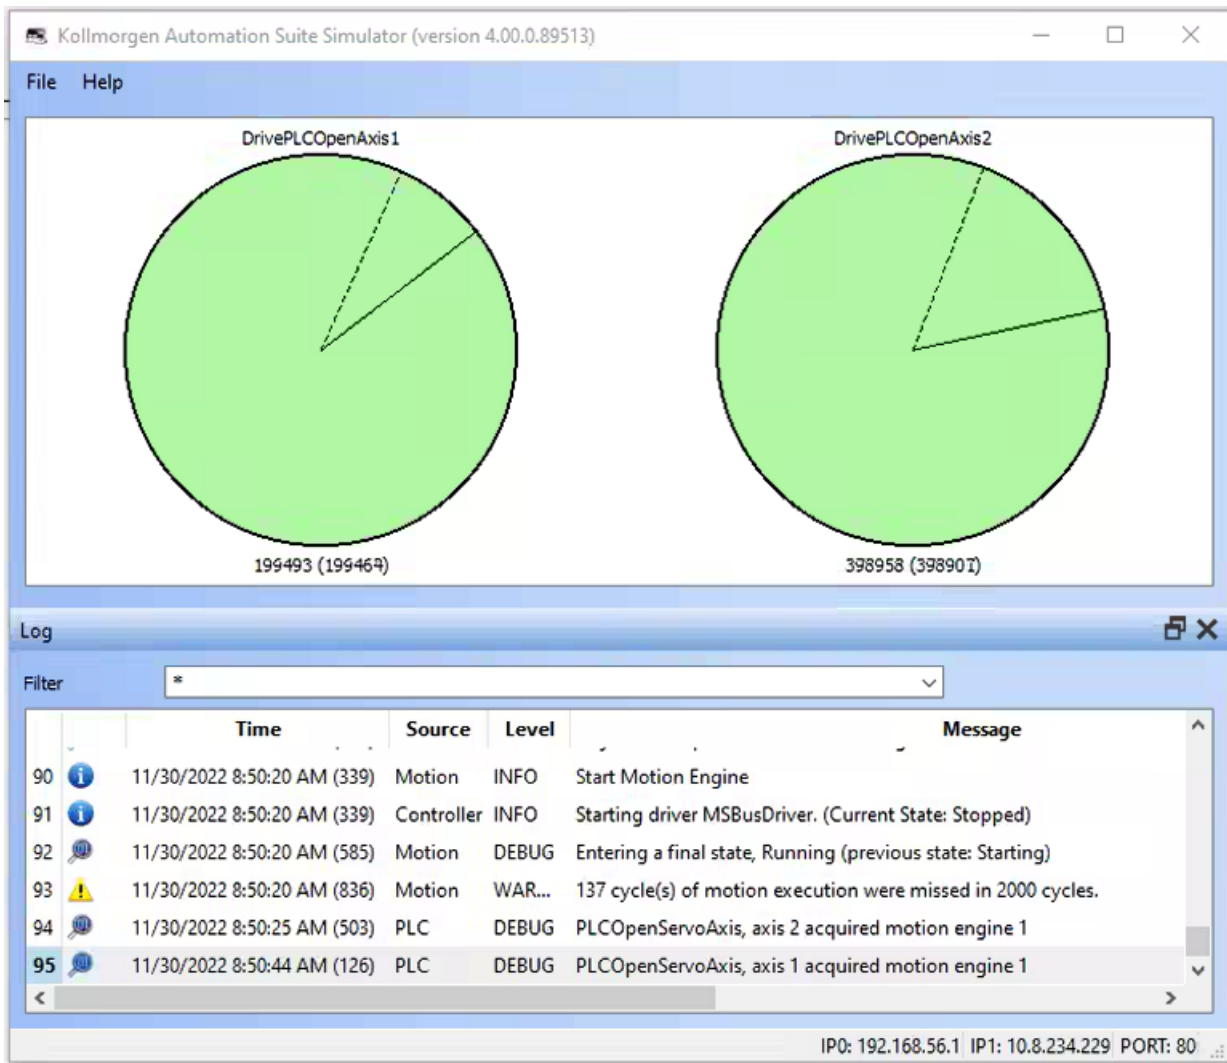 Kollmorgen Automation Suite Simulator (version 4.00.0.89513)
File Help
DrivePLCOpenAxis1 DrivePLCOpenAxis2
199493 (199464) 398958 (398901)
Log
Filter *
Time Source Level Message
90 11/30/2022 8:50:20 AM (339) Motion INFO Start Motion Engine
91 11/30/2022 8:50:20 AM (339) Controller INFO Starting driver MSBusDriver. (Current State: Stopped)
92 11/30/2022 8:50:20 AM (585) Motion DEBUG Entering a final state, Running (previous state: Starting)
93 11/30/2022 8:50:20 AM (836) Motion WAR... 137 cycle(s) of motion execution were missed in 2000 cycles.
94 11/30/2022 8:50:25 AM (503) PLC DEBUG PLCOpenServoAxis, axis 2 acquired motion engine 1
95 11/30/2022 8:50:44 AM (126) PLC DEBUG PLCOpenServoAxis, axis 1 acquired motion engine 1
IP0: 192.168.56.1 IP1: 10.8.234.229 PORT: 80